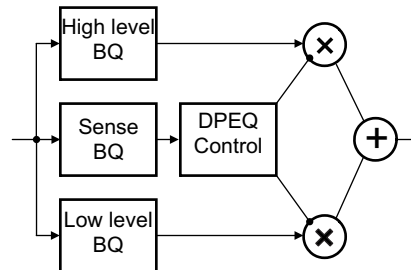 High level
BQ
Sense
BQ
DPEQ
Control
Low level
BQ